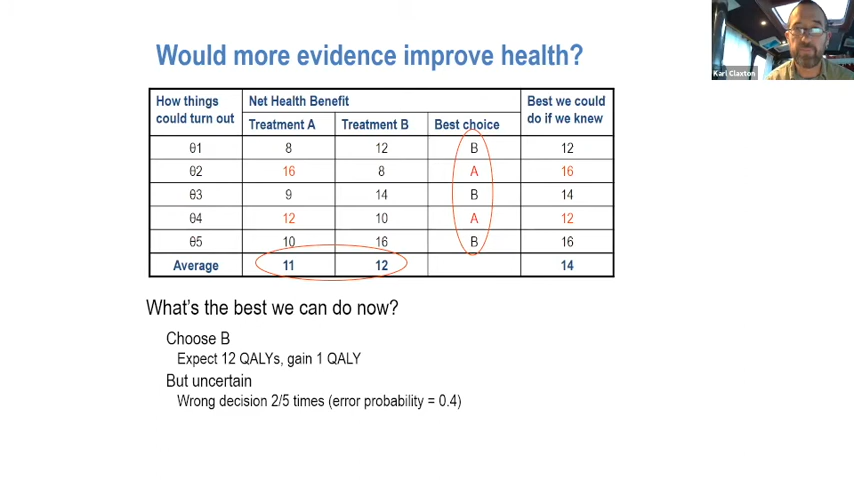 Would more evidence improve health?
Karl Claxton
How things could turn out
Net Health Benefit
Best we could do if we knew
Treatment A Treatment B Best choice
θ1 8 12 B 12
θ2 16 8 A 16
θ3 9 14 B 14
θ4 12 10 A 12
θ5 10 16 B 16
Average 11 12 14
What's the best we can do now?
Choose B
Expect 12 QALYs, gain 1 QALY
But uncertain
Wrong decision 2/5 times (error probability = 0.4)